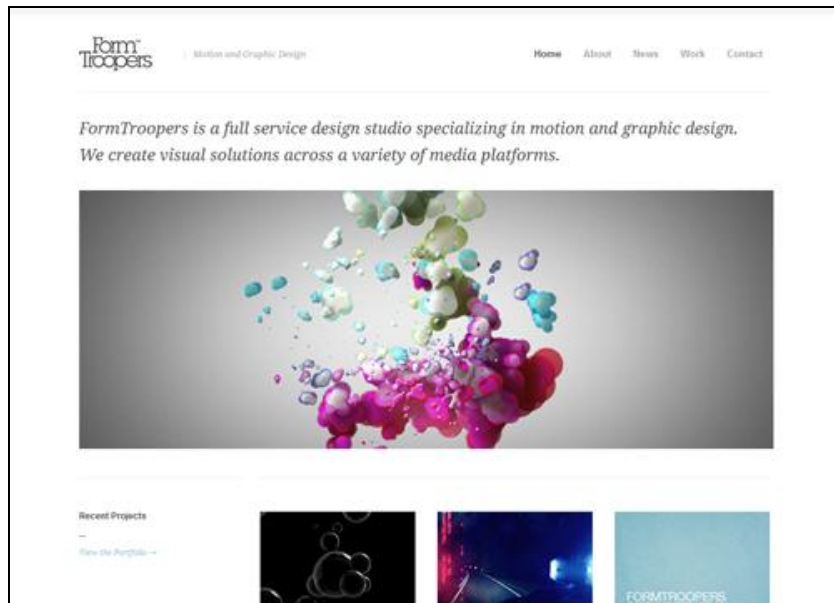 Form™
Troopers
Motion and Graphic Design
Home About News Work Contact
FormTroopers is a full service design studio specializing in motion and graphic design.
We create visual solutions across a variety of media platforms.
Recent Projects
—
View the Portfolio →
FORMTROOPERS